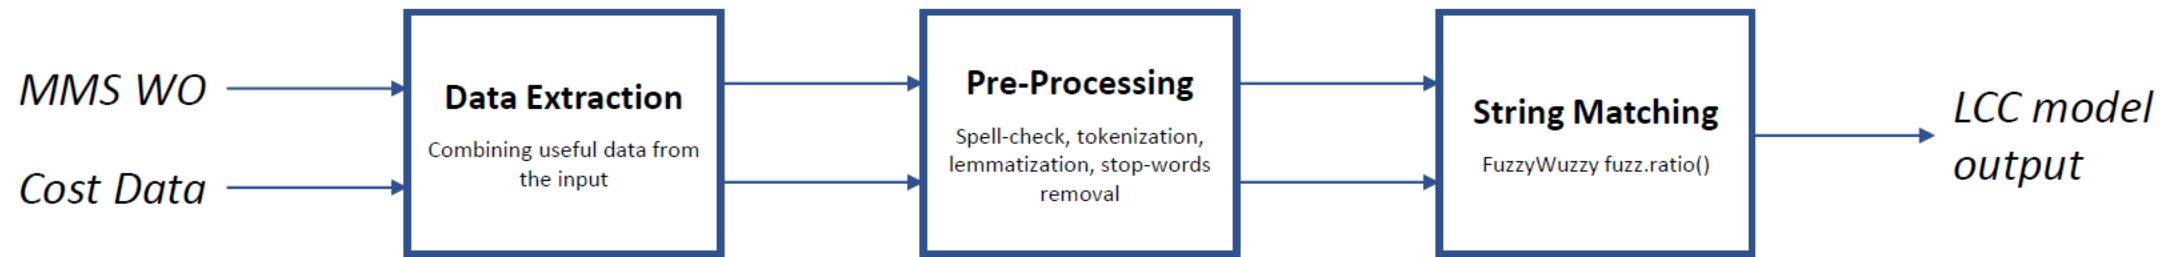 MMS WO
Cost Data
Data Extraction
Combining useful data from
the input
Pre-Processing
Spell-check, tokenization,
lemmatization, stop-words
removal
String Matching
FuzzyWuzzy fuzz.ratio()
LCC model
output